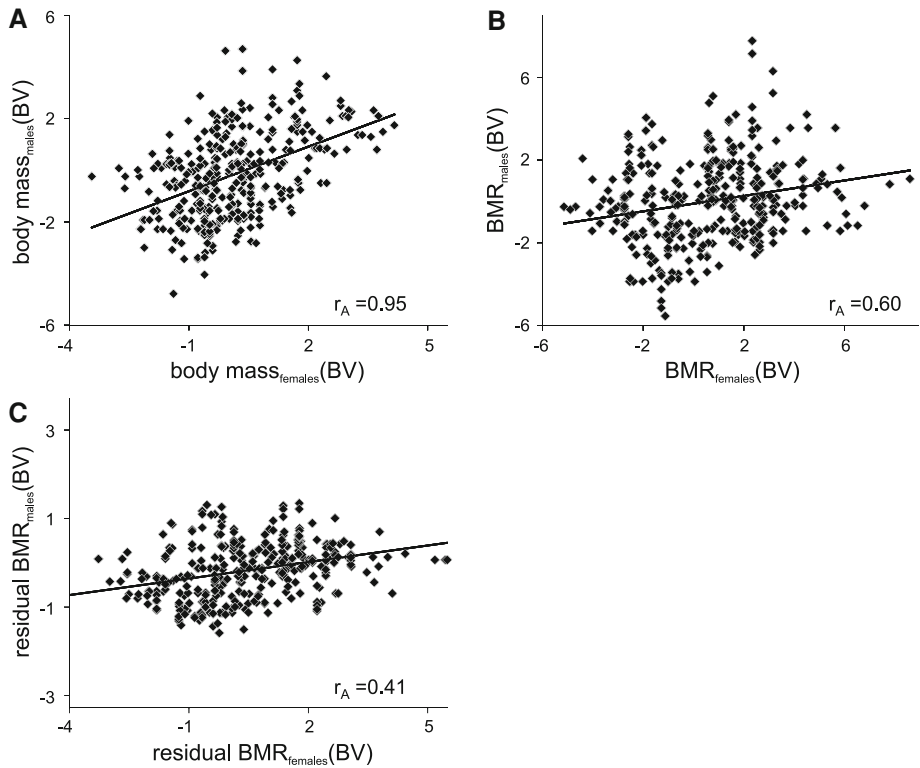 A
6
2
-2
-6
-4
-1
2
5
body mass males (BV)
body mass females (BV)
r A =0.95
B
6
2
-2
-6
-6
-2
2
6
BMR males (BV)
BMR females (BV)
r A =0.60
C
3
1
-1
-3
-4
-1
2
5
residual BMR males (BV)
residual BMR females (BV)
r A =0.41